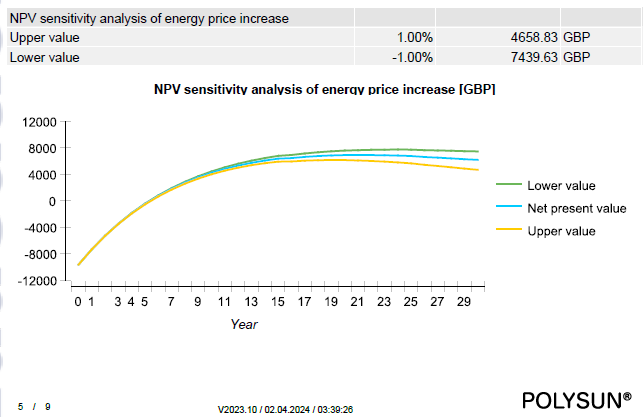 NPV sensitivity analysis of energy price increase
Upper value 1.00% 4658.83 GBP
Lower value -1.00% 7439.63 GBP
NPV sensitivity analysis of energy price increase [GBP]
12000
8000
4000
0
-4000
-8000
-12000
0 1 3 4 5 7 9 11 13 15 17 19 21 23 25 27 29
Year
Lower value
Net present value
Upper value
5 / 9 V2023.10 / 02.04.2024 / 03:39:26 POLYSUN®